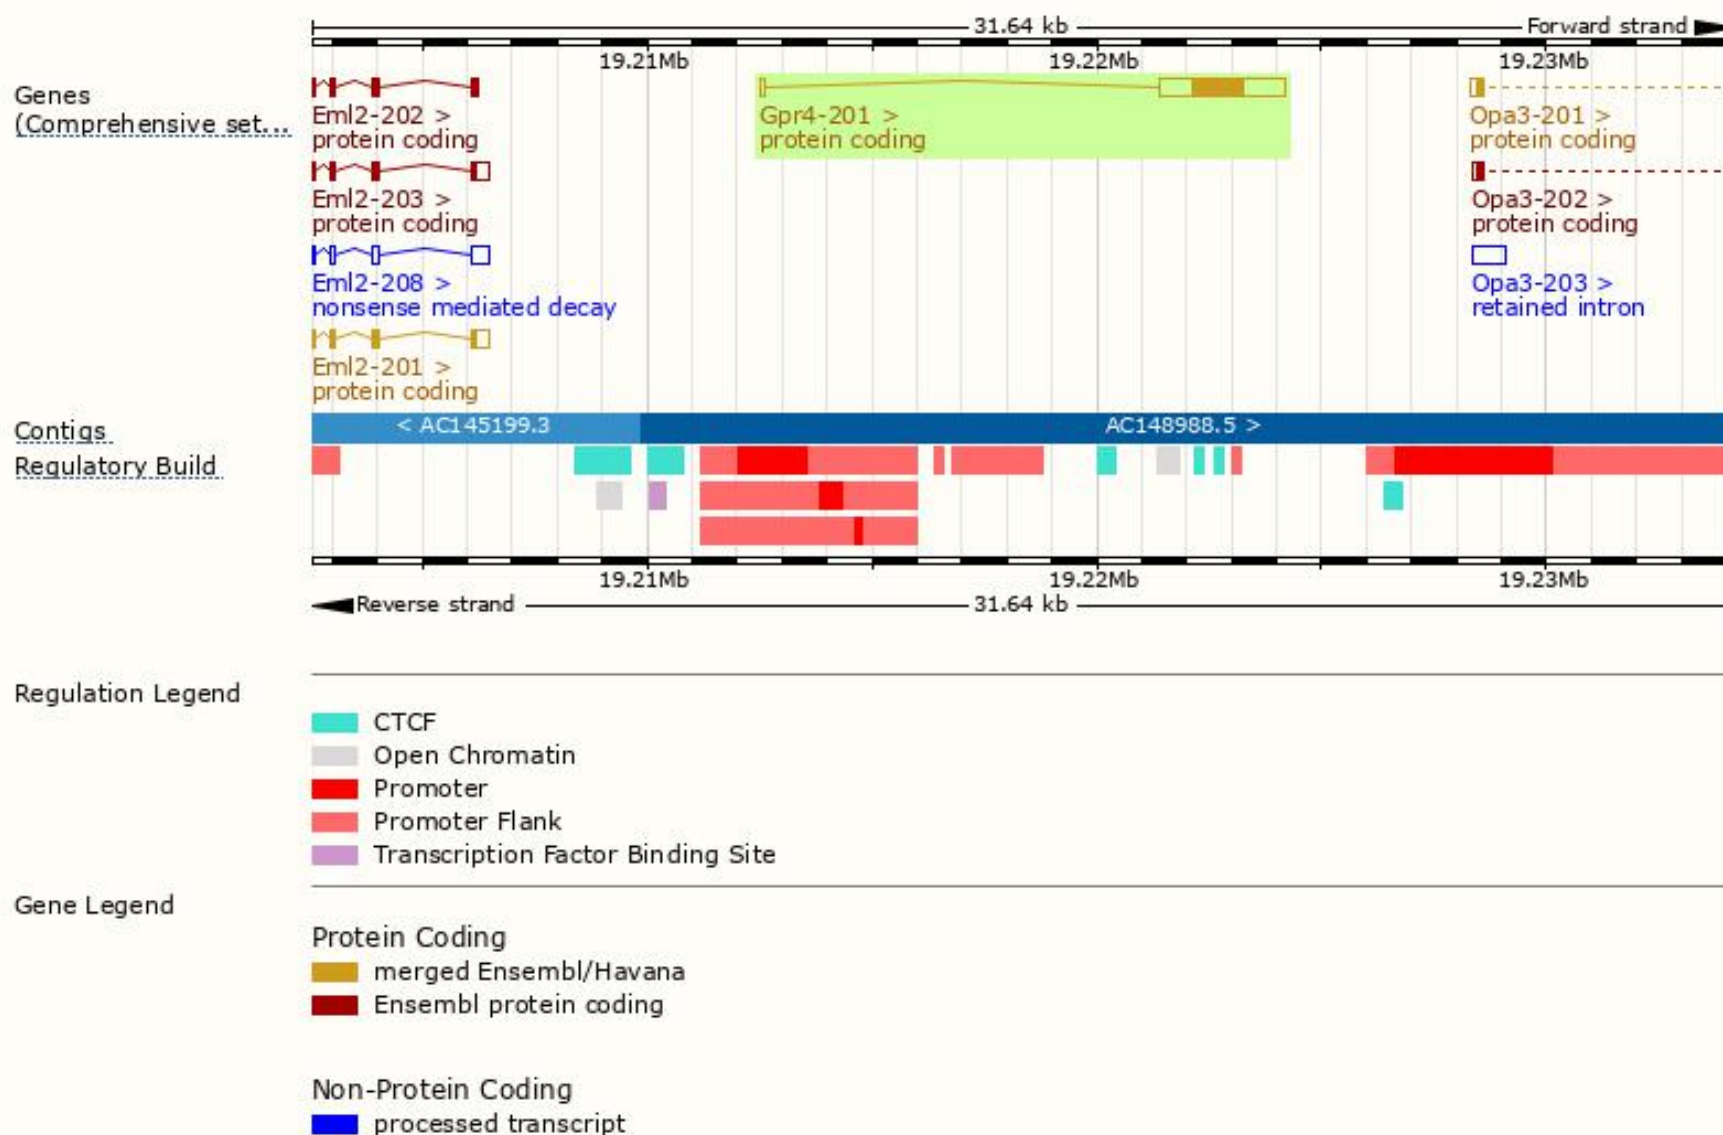 31.64 kb
Forward strand
19.21Mb 19.22Mb 19.23Mb
Genes
(Comprehensive set...
Eml2-202 >
protein coding
Gpr4-201 >
protein coding
Opa3-201 >
protein coding
Eml2-203 >
protein coding
Opa3-202 >
protein coding
Eml2-208 >
nonsense mediated decay
Opa3-203 >
retained intron
Eml2-201 >
protein coding
Contigs
< AC145199.3
AC148988.5 >
Regulatory Build
19.21Mb 19.22Mb 19.23Mb
Reverse strand
31.64 kb
Regulation Legend
CTCF
Open Chromatin
Promoter
Promoter Flank
Transcription Factor Binding Site
Gene Legend
Protein Coding
merged Ensembl/Havana
Ensembl protein coding
Non-Protein Coding
processed transcript